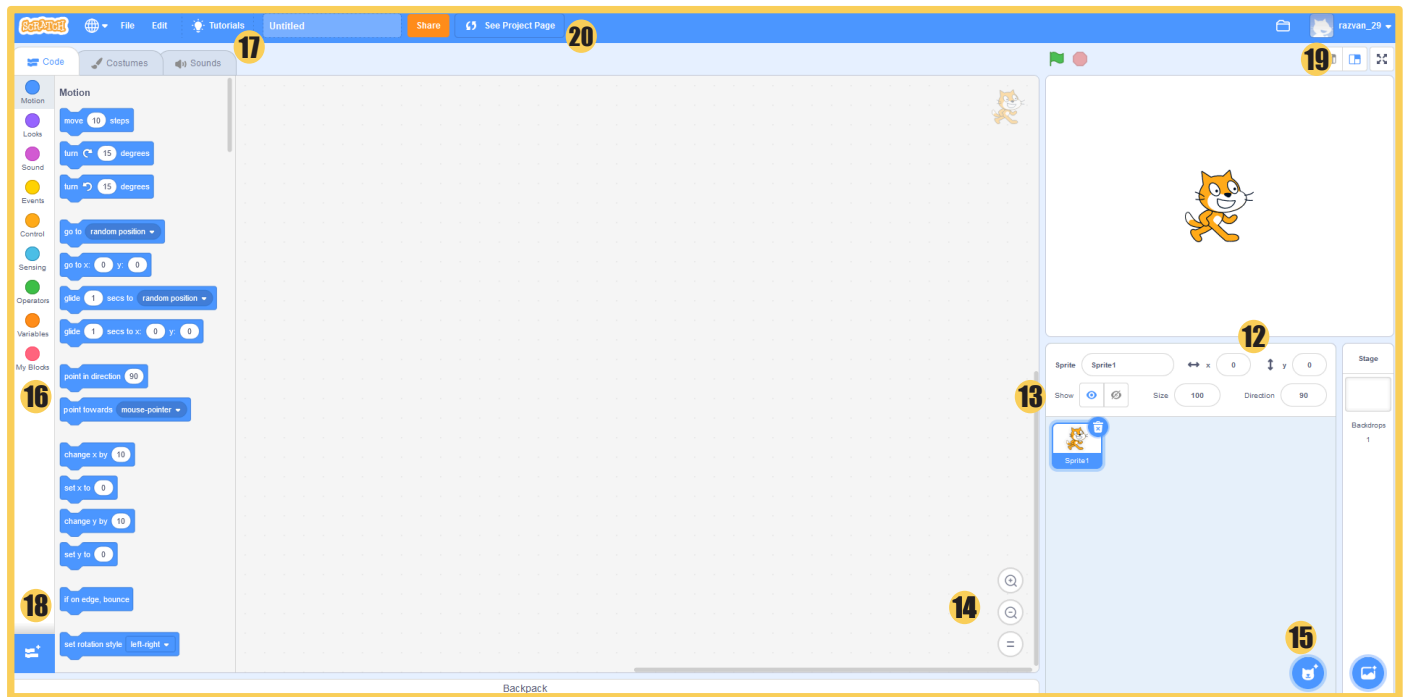 SCRATCH File Edit Tutorials Untitled Share See Project Page razvan_29
17 20
Code Costumes Sounds 19
Motion
Looks
Sound
Events
Control
Sensing
Operators
Variables
My Blocks
16
18
Motion
move 10 steps
turn 15 degrees
turn 15 degrees
go to random position
go to x: 0 y: 0
glide 1 secs to random position
glide 1 secs to x: 0 y: 0
point in direction 90
point towards mouse-pointer
change x by 10
set x to 0
change y by 10
set y to 0
if on edge, bounce
set rotation style left-right
14
=
Backpack
12
13
Sprite Sprite1 x 0 y 0
Show Size 100 Direction 90
Sprite1
15
Stage
Backdrops
1